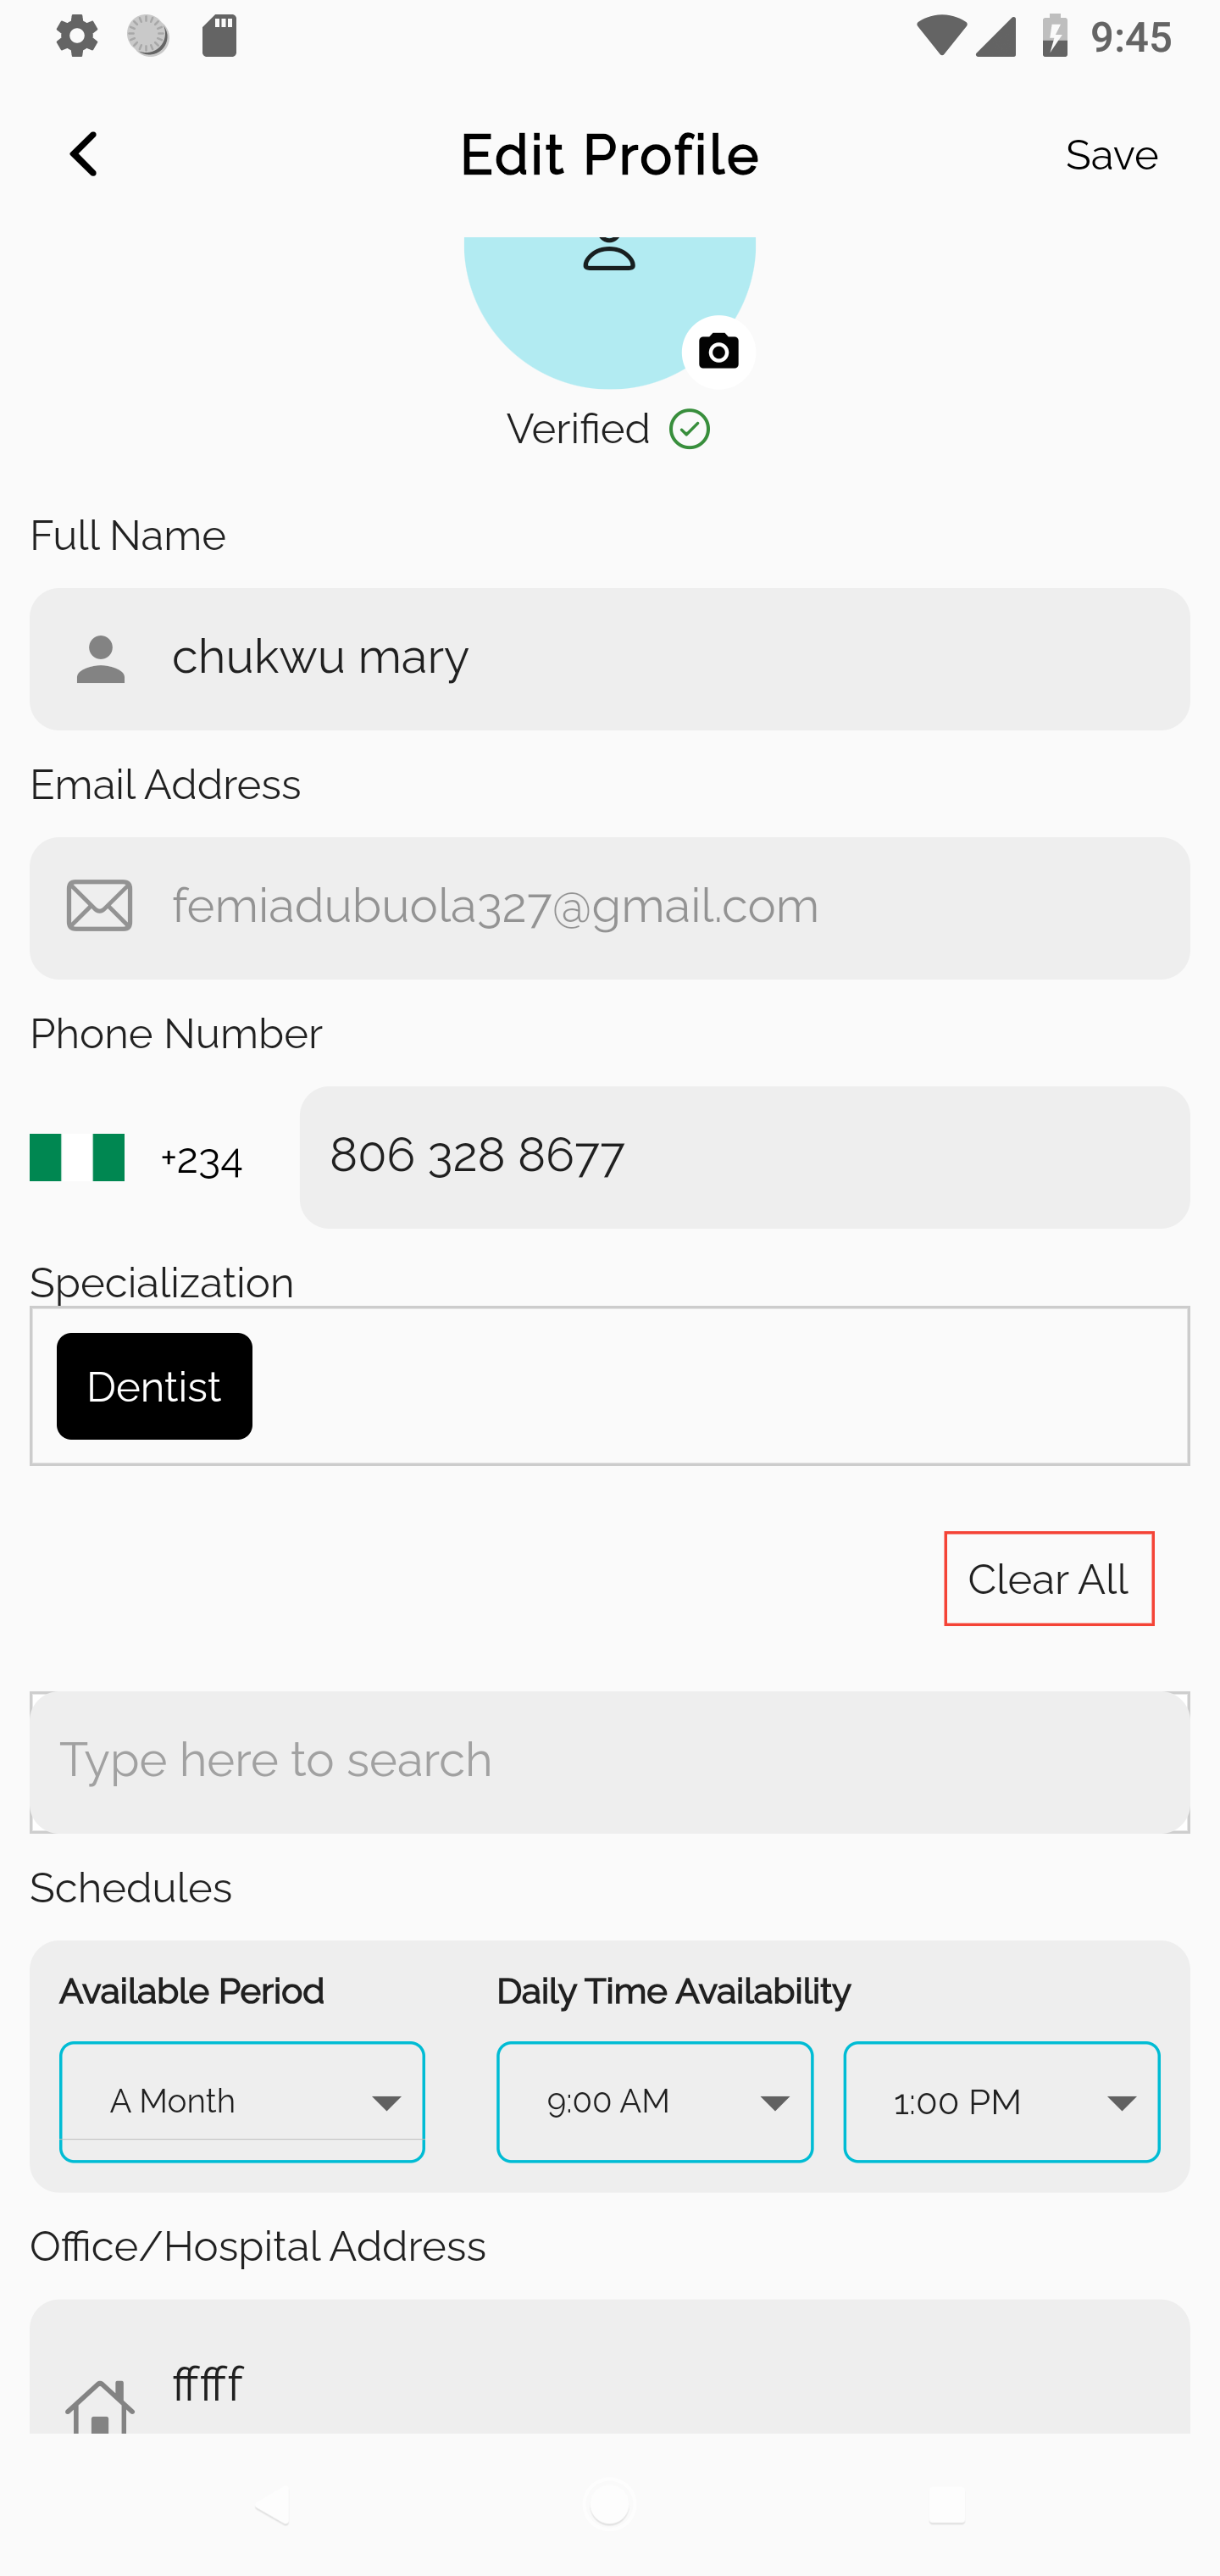 9:45
Edit Profile
Save
Verified
Full Name
chukwu mary
Email Address
femiadubuola327@gmail.com
Phone Number
+234
806 328 8677
Specialization
Dentist
Clear All
Type here to search
Schedules
Available Period
Daily Time Availability
A Month
9:00 AM
1:00 PM
Office/Hospital Address
fffff